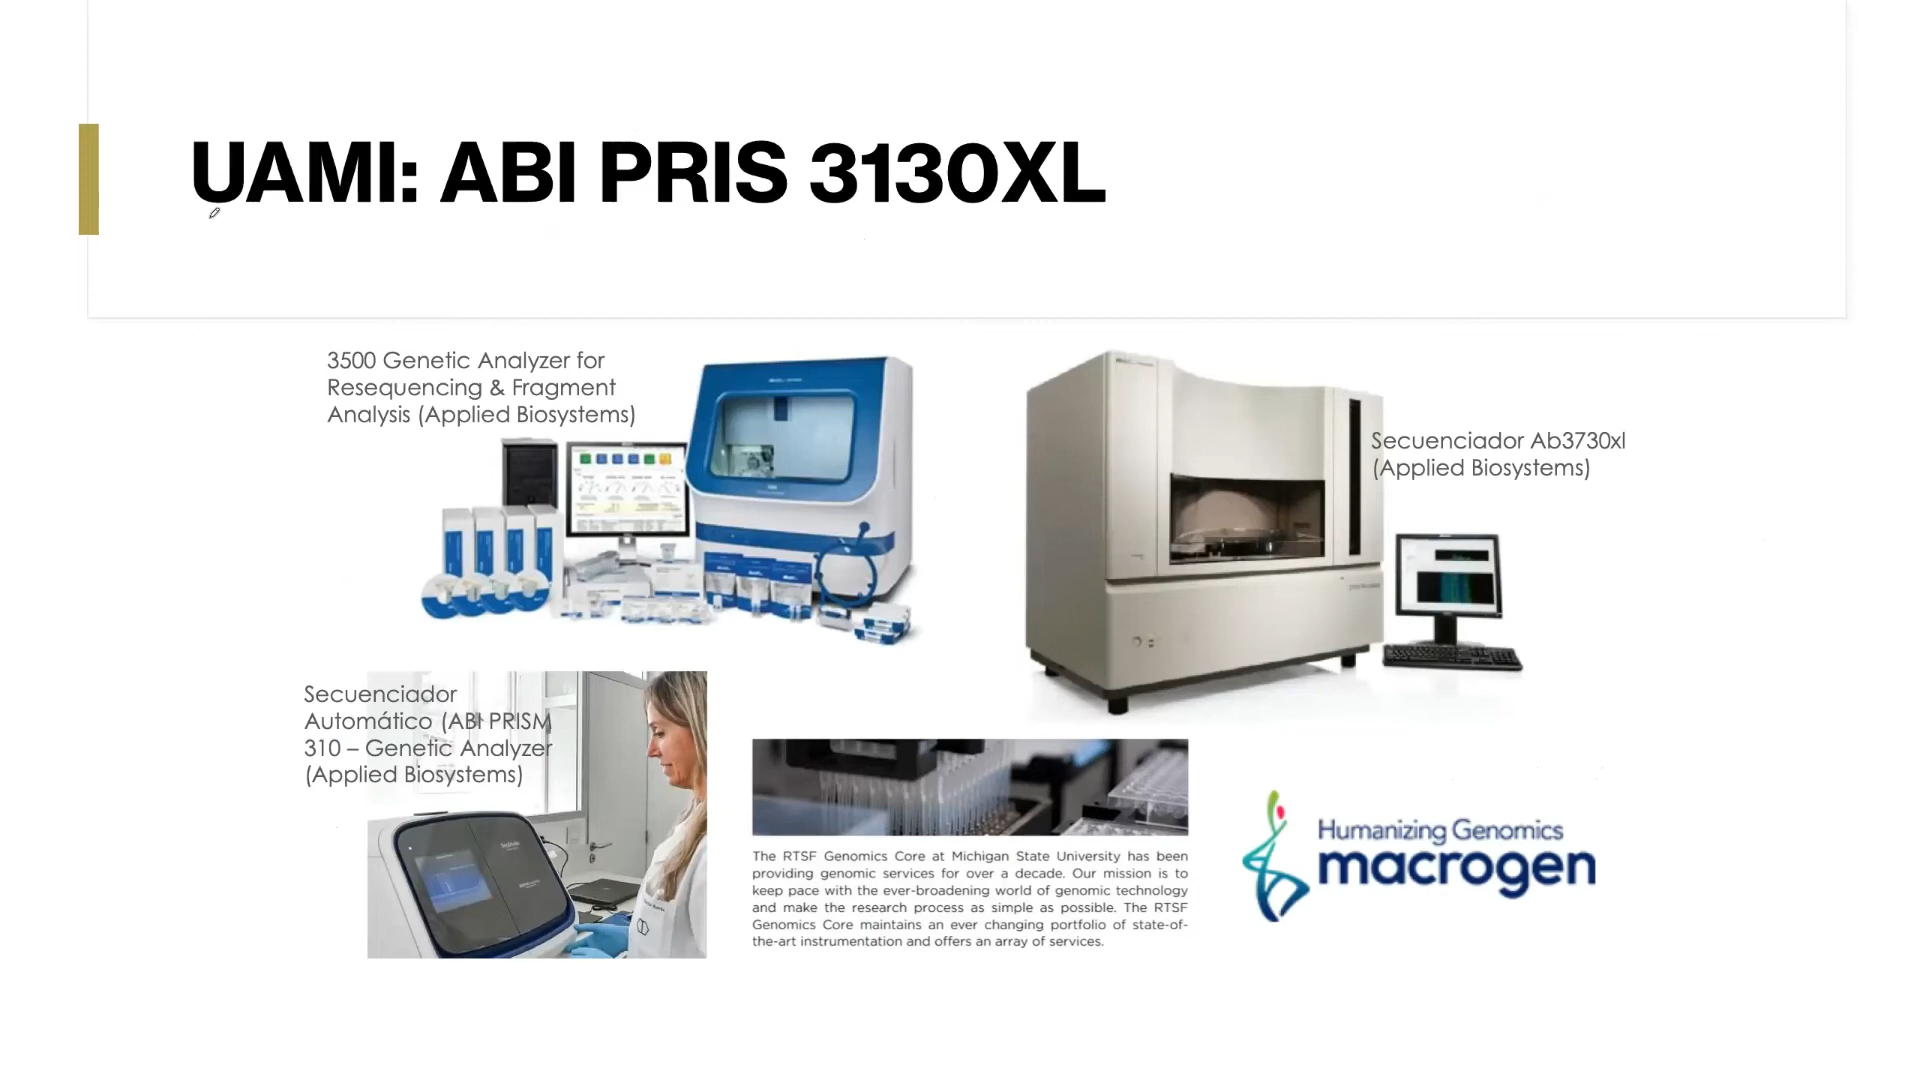 UAMI: ABI PRIS 3130XL
3500 Genetic Analyzer for
Resequencing & Fragment
Analysis (Applied Biosystems)
Secuenciador Ab3730xl
(Applied Biosystems)
Secuenciador
Automático (ABI PRISM
310 – Genetic Analyzer
(Applied Biosystems)
The RTSF Genomics Core at Michigan State University has been
providing genomic services for over a decade. Our mission is to
keep pace with the ever-broadening world of genomic technology
and make the research process as simple as possible. The RTSF
Genomics Core maintains an ever changing portfolio of state-of-
the-art instrumentation and offers an array of services.
Humanizing Genomics
macrogen